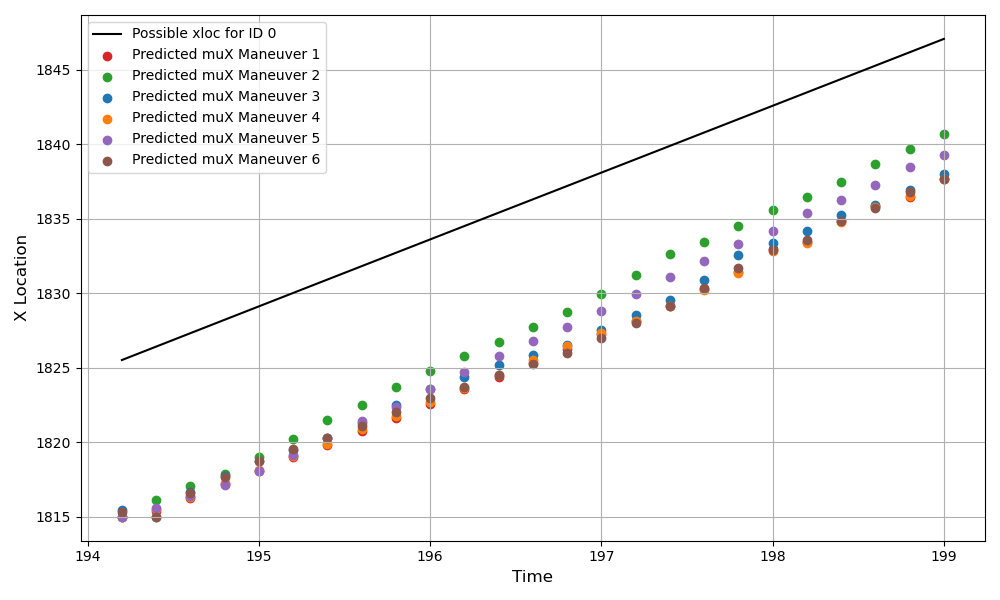 Possible xloc for ID 0
Predicted muX Maneuver 1
Predicted muX Maneuver 2
Predicted muX Maneuver 3
Predicted muX Maneuver 4
Predicted muX Maneuver 5
Predicted muX Maneuver 6
X Location
1845
1840
1835
1830
1825
1820
1815
194 195 196 197 198 199
Time